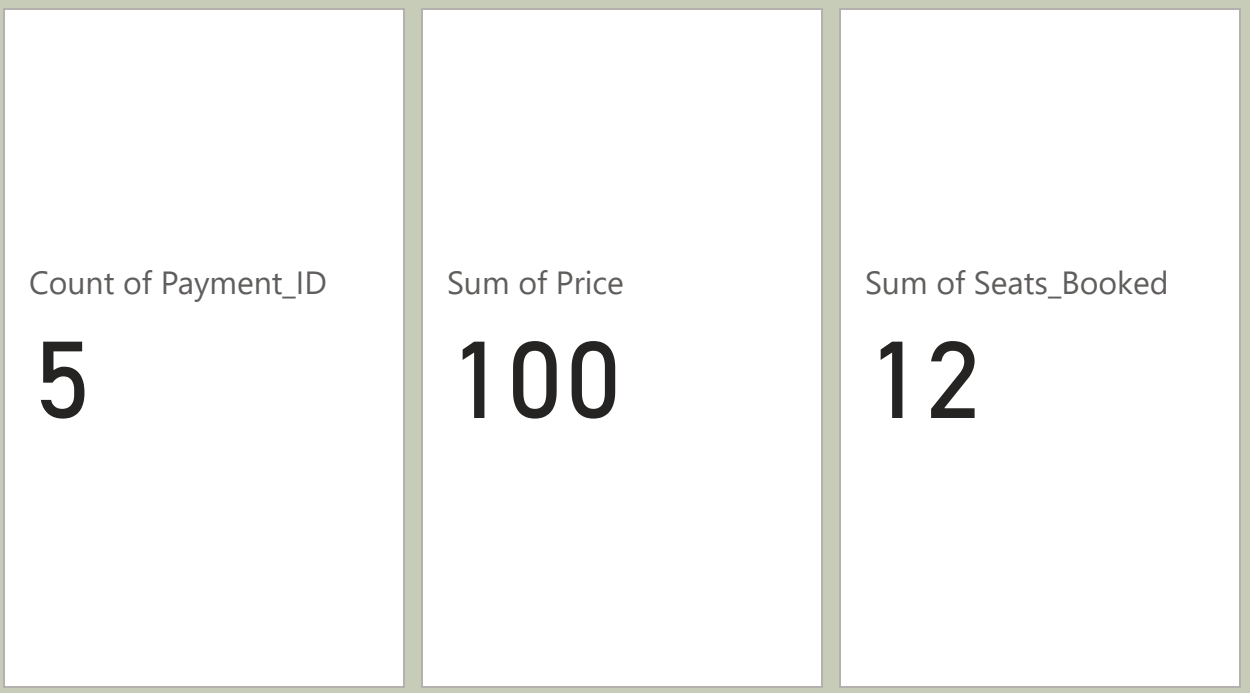 Count of Payment_ID
5
Sum of Price
100
Sum of Seats_Booked
12